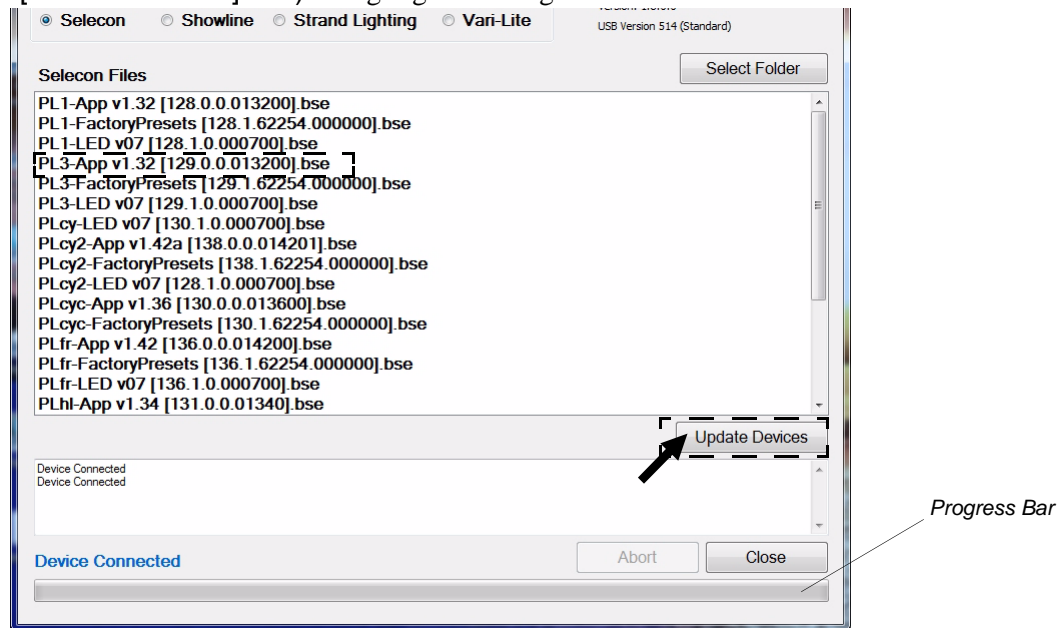 Selecon Showline Strand Lighting Vari-Lite
USB Version 514 (Standard)
Selecon Files
Select Folder
PL1-App v1.32 [128.0.0.013200].bse
PL1-FactoryPresets [128.1.62254.000000].bse
PL1-LED v07 [128.1.0.000700].bse
PL3-App v1.32 [129.0.0.013200].bse
PL3-FactoryPresets [129.1.62254.000000].bse
PL3-LED v07 [129.1.0.000700].bse
PLcy-LED v07 [130.1.0.000700].bse
PLcy2-App v1.42a [138.0.0.014201].bse
PLcy2-FactoryPresets [138.1.62254.000000].bse
PLcy2-LED v07 [128.1.0.000700].bse
PLcyc-App v1.36 [130.0.0.013600].bse
PLcyc-FactoryPresets [130.1.62254.000000].bse
PLfr-App v1.42 [136.0.0.014200].bse
PLfr-FactoryPresets [136.1.62254.000000].bse
PLfr-LED v07 [136.1.0.000700].bse
PLhl-App v1.34 [131.0.0.01340].bse
Update Devices
Device Connected
Device Connected
Progress Bar
Device Connected
Abort
Close